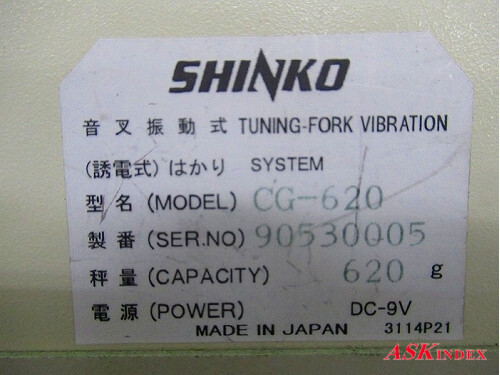 SHINKO
音叉振動式 TUNING-FORK VIBRATION
(誘電式)はかり SYSTEM
型名(MODEL) CG-620
製番(SER.NO) 90530005
秤量(CAPACITY) 620 g
電源(POWER) DC-9V
MADE IN JAPAN 3114P21
ASKINDEX